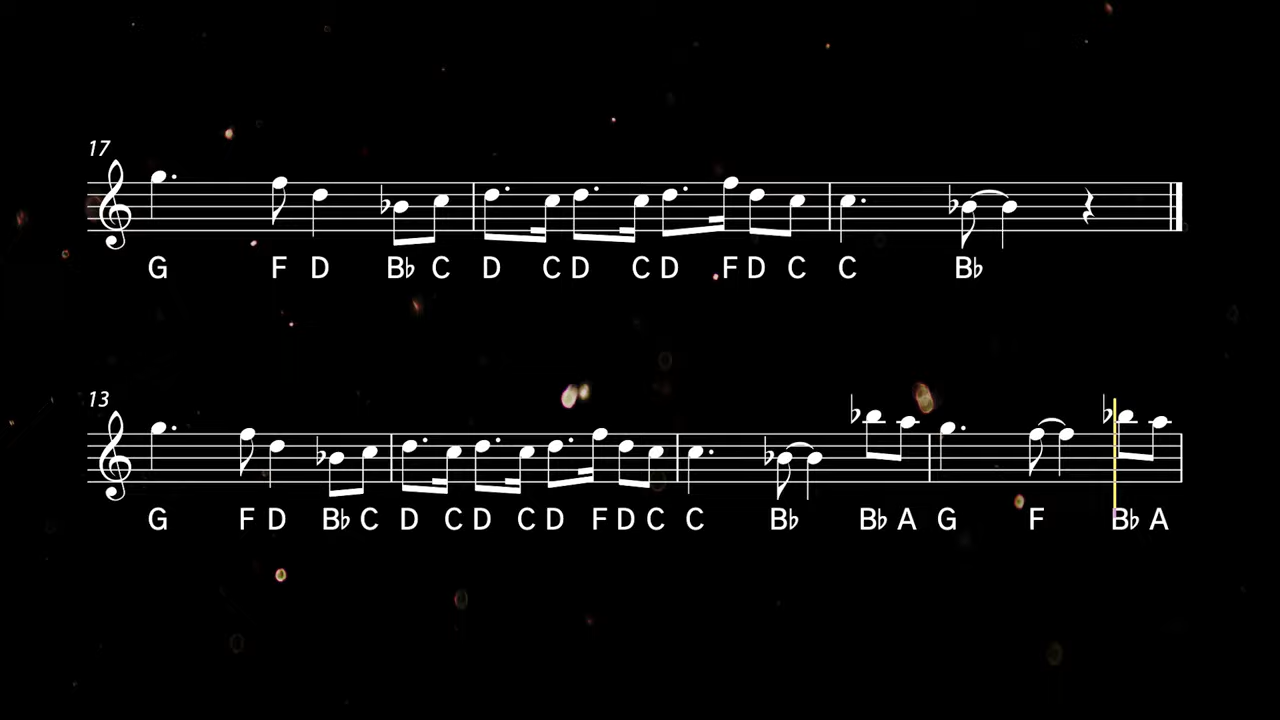 17
G F D B♭ C D C D C D F D C C B♭
13
G F D B♭ C D C D C D F D C C B♭ B♭ A G F B♭ A